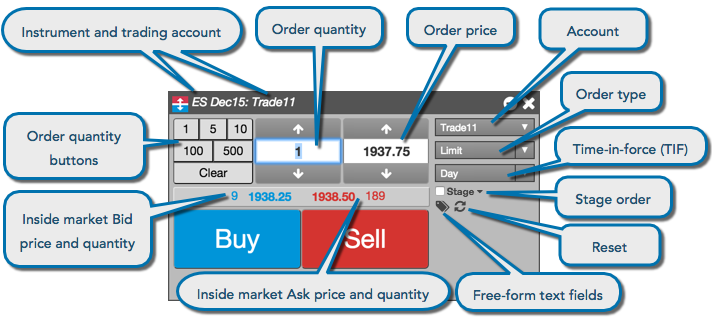 Instrument and trading account
Order quantity
Order price
Account
ES Dec15: Trade11
Order quantity
buttons
1 5 10
100 500
Clear
1
1937.75
Trade11
Limit
Day
Stage
Order type
Time-in-force (TIF)
Stage order
Reset
Inside market Bid
price and quantity
9 1938.25 1938.50 189
Buy
Sell
Inside market Ask price and quantity
Free-form text fields